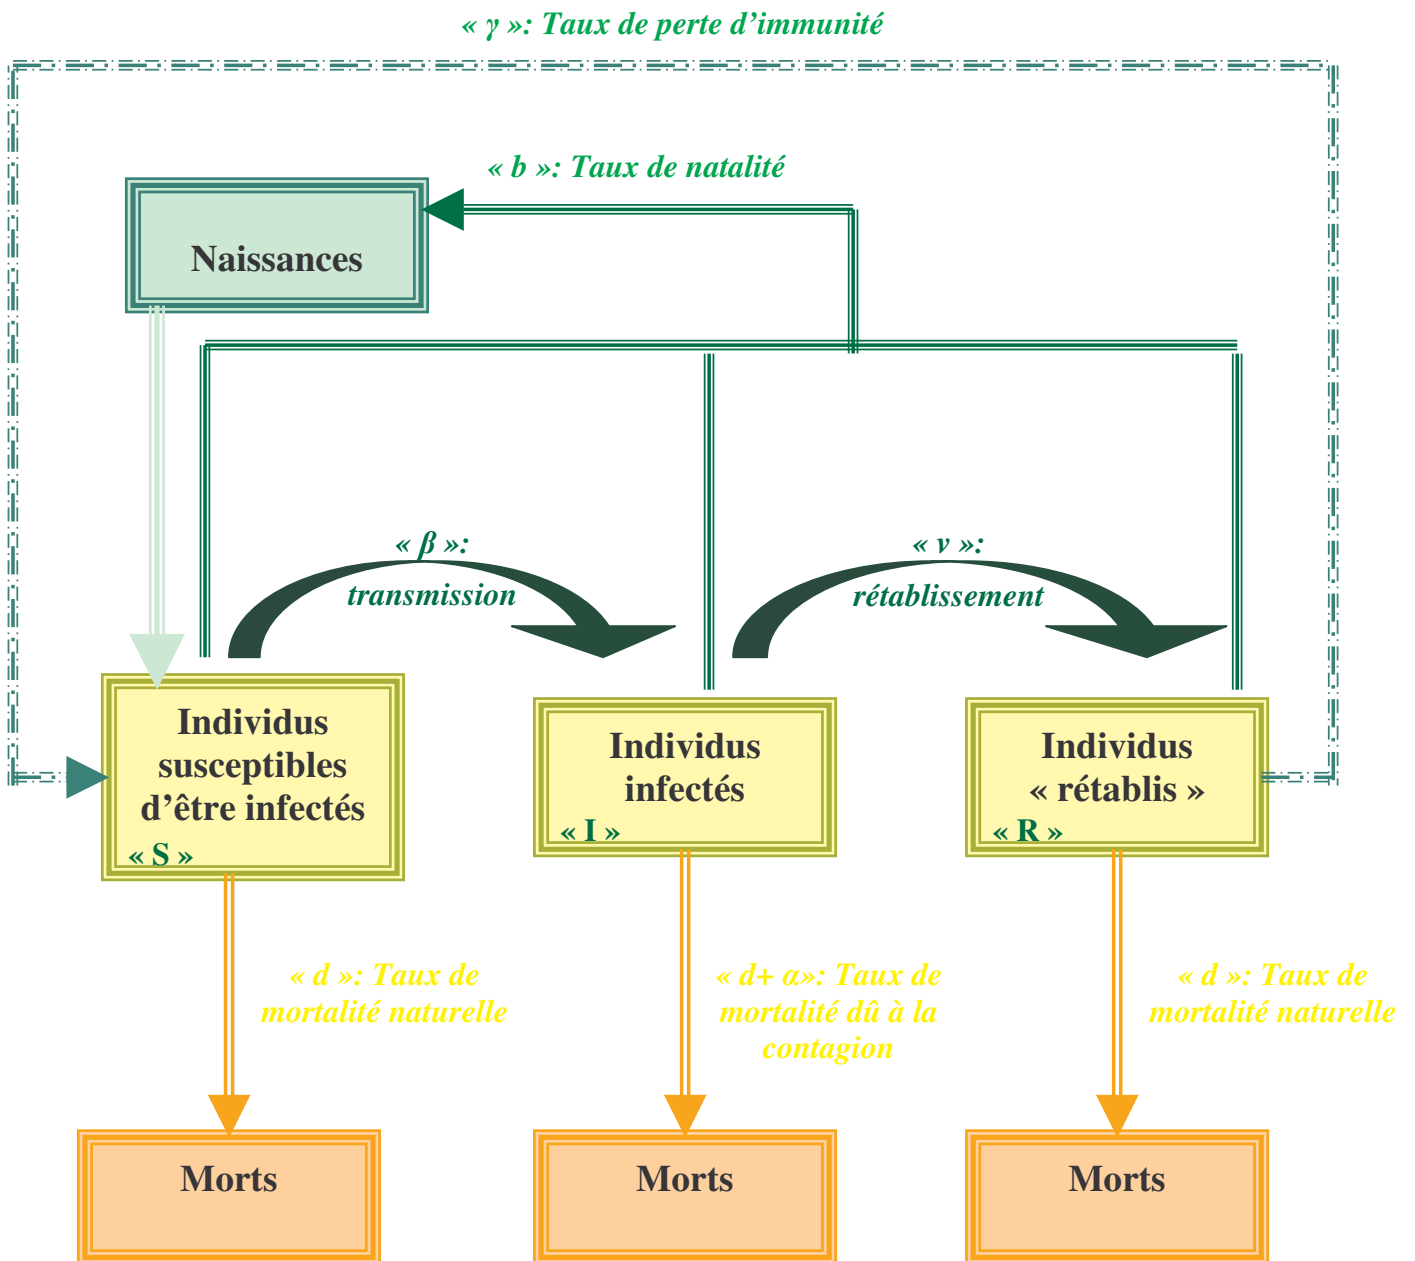 « γ »: Taux de perte d’immunité
« b »: Taux de natalité
Naissances
« β »:
transmission
« ν »:
rétablissement
Individus
susceptibles
d’être infectés
« S »
Individus
infectés
« I »
Individus
« rétablis »
« R »
« d »: Taux de
mortalité naturelle
« d+ α»: Taux de
mortalité dû à la
contagion
« d »: Taux de
mortalité naturelle
Morts
Morts
Morts